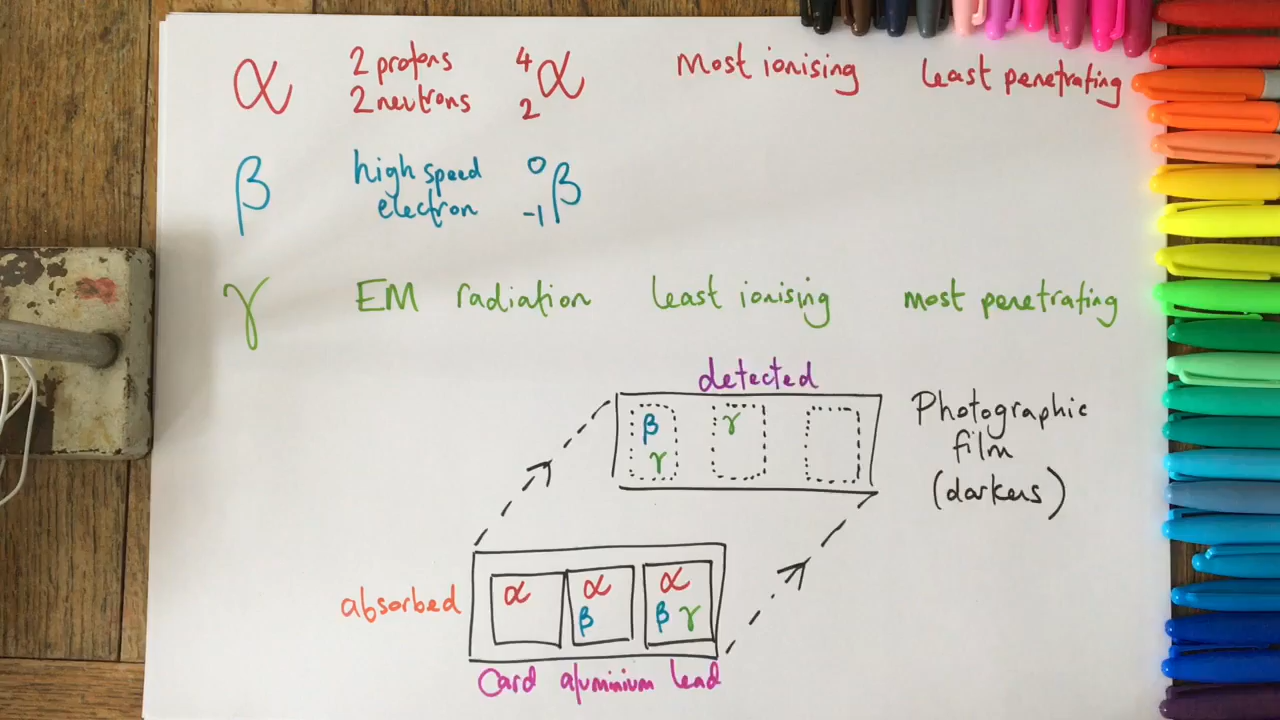 α 2 protons 4 α Most ionising least penetrating
2 neutrons 2
β high speed 0 β
electron -1
γ EM radiation least ionising most penetrating
detected
β γ Photographic
γ film
(darkens)
absorbed α α α
β β γ
Card aluminium lead